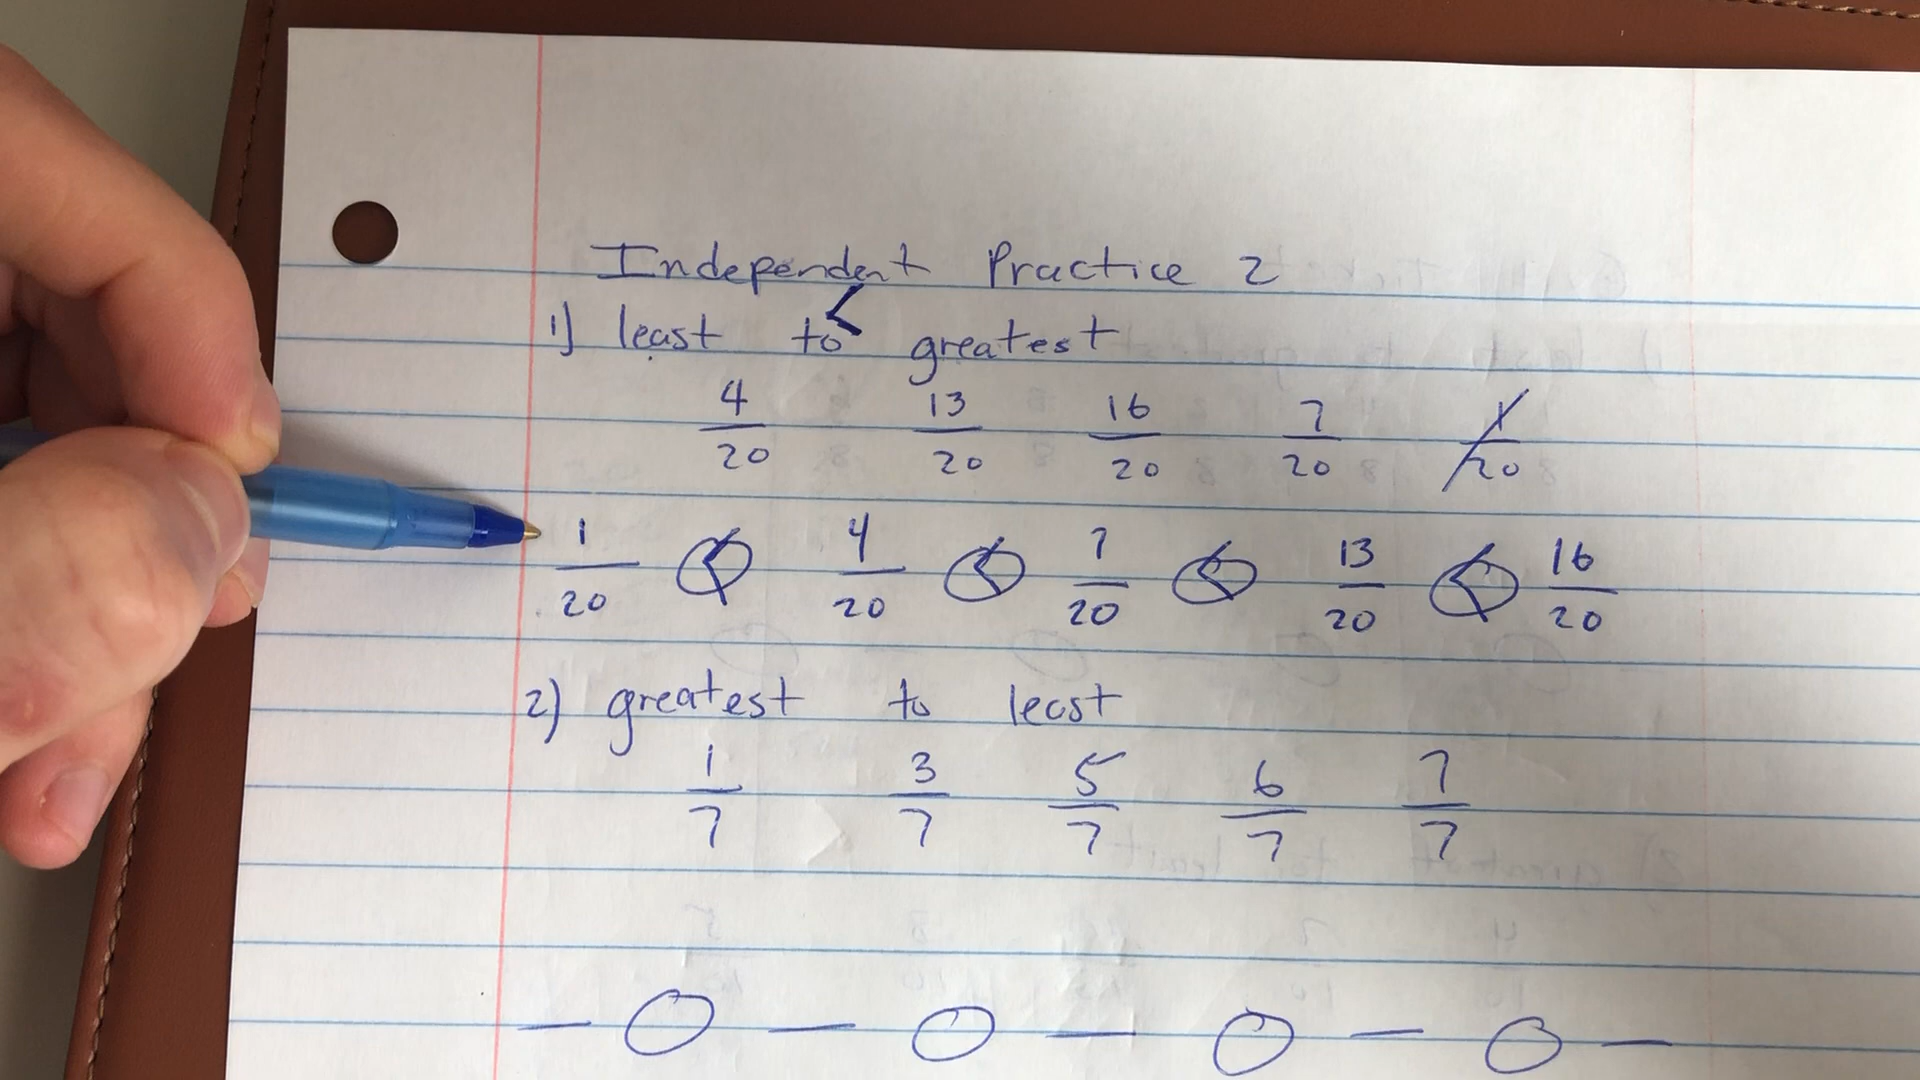 Independent Practice 2
1) least to < greatest
4/20 13/20 16/20 7/20 1/20
1/20 < 4/20 < 7/20 < 13/20 < 16/20
2) greatest to least
1/7 3/7 5/7 6/7 7/7